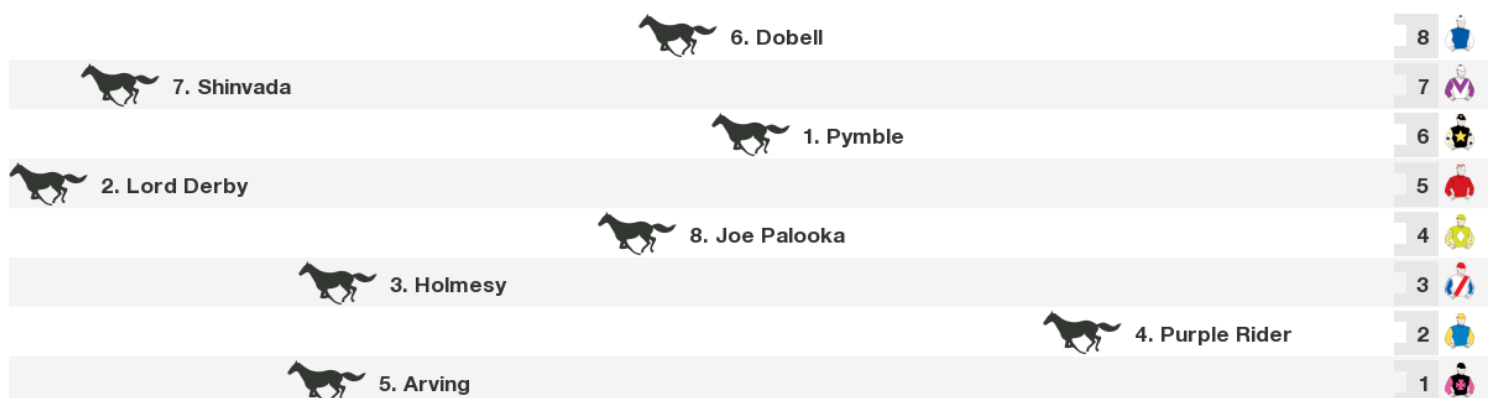 6. Dobell 8
7. Shinvada 7
1. Pymble 6
2. Lord Derby 5
8. Joe Palooka 4
3. Holmesy 3
4. Purple Rider 2
5. Arving 1